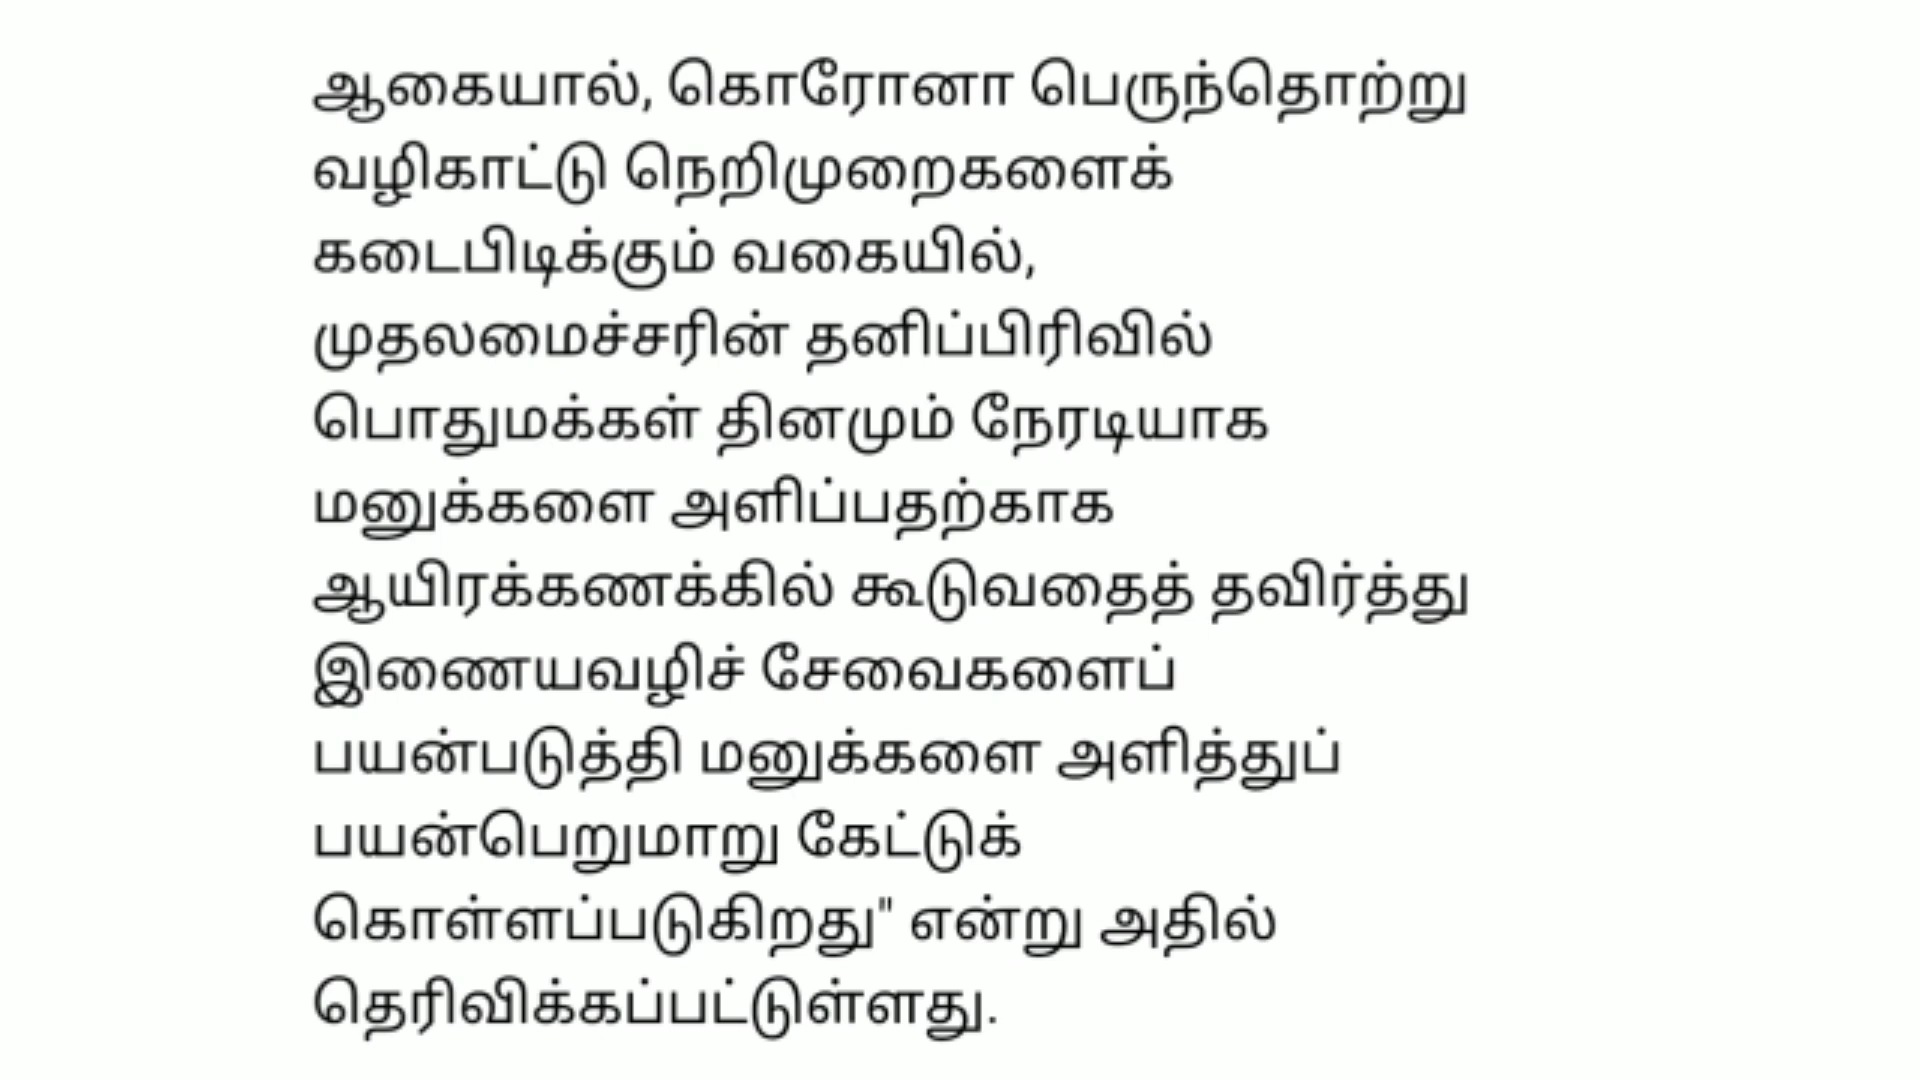 ஆகையால், கொரோனா பெருந்தொற்று
வழிகாட்டு நெறிமுறைகளைக்
கடைபிடிக்கும் வகையில்,
முதலமைச்சரின் தனிப்பிரிவில்
பொதுமக்கள் தினமும் நேரடியாக
மனுக்களை அளிப்பதற்காக
ஆயிரக்கணக்கில் கூடுவதைத் தவிர்த்து
இணையவழிச் சேவைகளைப்
பயன்படுத்தி மனுக்களை அளித்துப்
பயன்பெறுமாறு கேட்டுக்
கொள்ளப்படுகிறது" என்று அதில்
தெரிவிக்கப்பட்டுள்ளது.